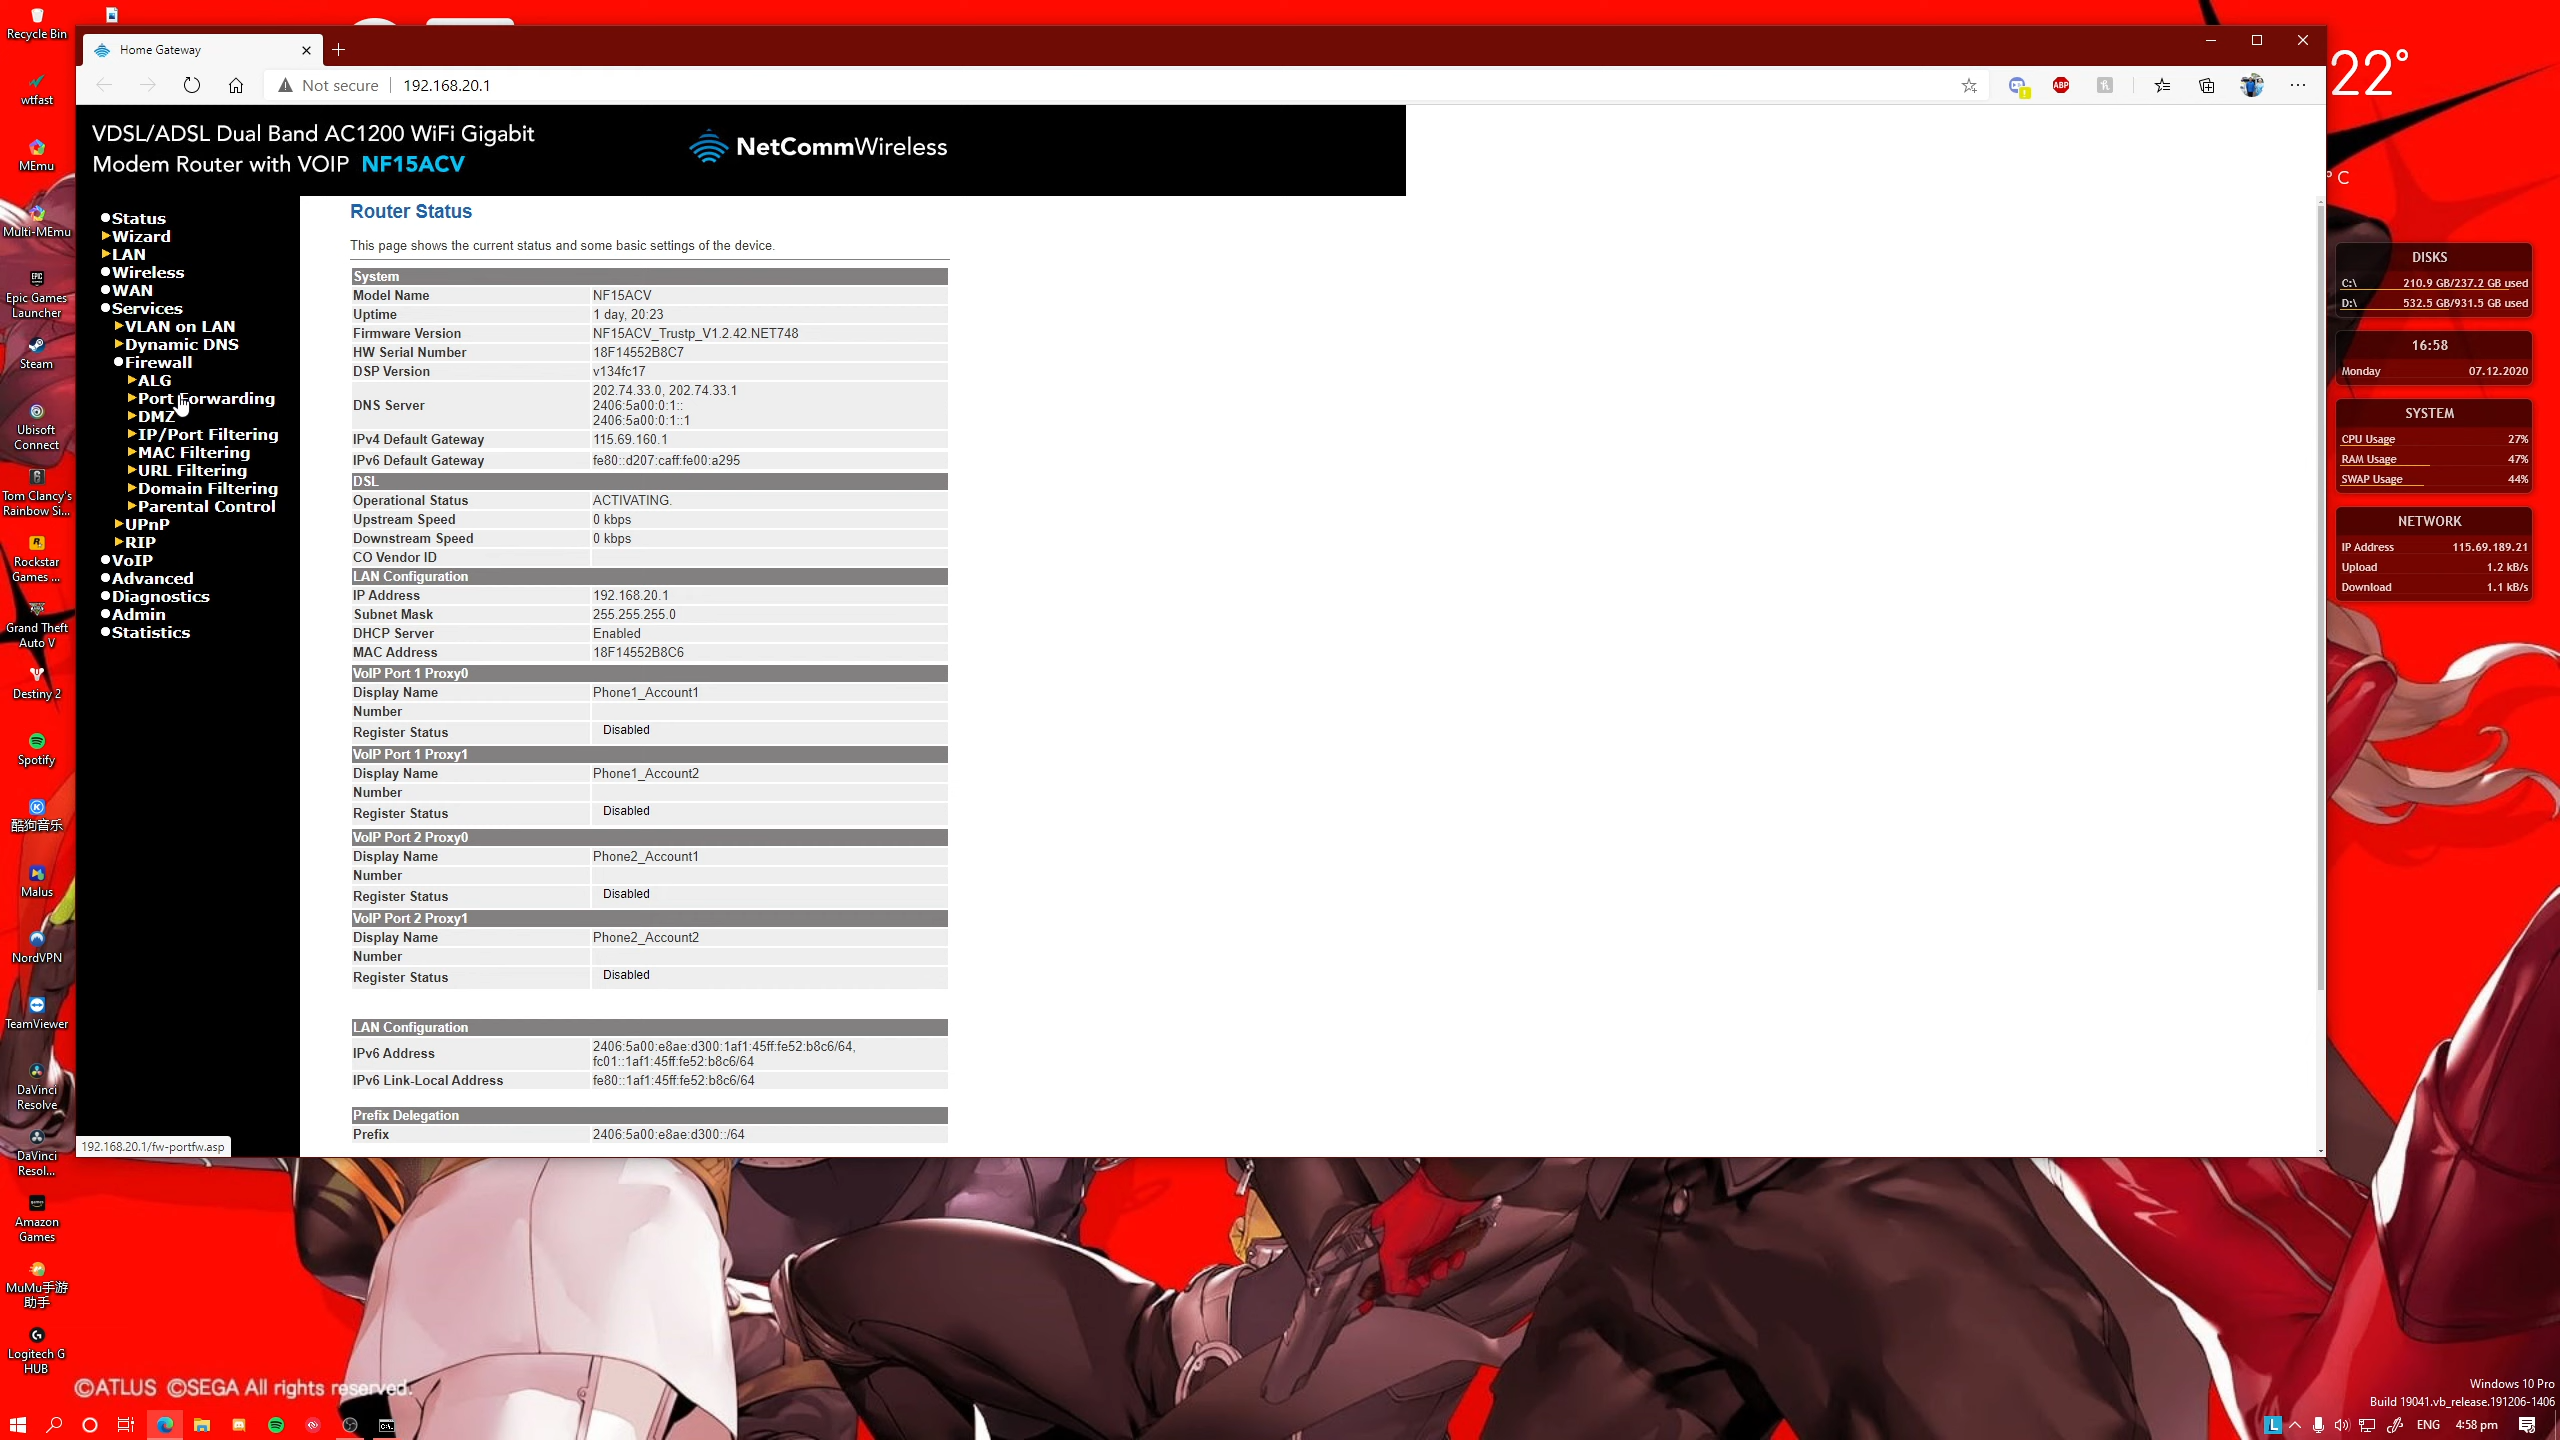 Recycle Bin
wtfast
MEmu
Multi-MEmu
Epic Games
Launcher
Steam
Ubisoft
Connect
Tom Clancy's
Rainbow Si...
Rockstar
Games ...
Grand Theft
Auto V
Destiny 2
Spotify
酷狗音乐
Malus
NordVPN
TeamViewer
DaVinci
Resolve
DaVinci
Resol...
Amazon
Games
MuMu手游
助手
Logitech G
HUB
Home Gateway
Not secure
192.168.20.1
ABP
VDSL/ADSL Dual Band AC1200 WiFi Gigabit
Modem Router with VOIP NF15ACV
NetCommWireless
Status
Wizard
LAN
Wireless
WAN
Services
VLAN on LAN
Dynamic DNS
Firewall
ALG
Port Forwarding
DMZ
IP/Port Filtering
MAC Filtering
URL Filtering
Domain Filtering
Parental Control
UPnP
RIP
VoIP
Advanced
Diagnostics
Admin
Statistics
192.168.20.1/fw-portfw.asp
Router Status
This page shows the current status and some basic settings of the device.
System
Model Name NF15ACV
Uptime 1 day, 20:23
Firmware Version NF15ACV_Trustp_V1.2.42.NET748
HW Serial Number 18F14552B8C7
DSP Version v134fc17
DNS Server 202.74.33.0, 202.74.33.1
2406:5a00:0:1::
2406:5a00:0:1::1
IPv4 Default Gateway 115.69.160.1
IPv6 Default Gateway fe80::d207:caff:fe00:a295
DSL
Operational Status ACTIVATING.
Upstream Speed 0 kbps
Downstream Speed 0 kbps
CO Vendor ID
LAN Configuration
IP Address 192.168.20.1
Subnet Mask 255.255.255.0
DHCP Server Enabled
MAC Address 18F14552B8C6
VoIP Port 1 Proxy0
Display Name Phone1_Account1
Number
Register Status Disabled
VoIP Port 1 Proxy1
Display Name Phone1_Account2
Number
Register Status Disabled
VoIP Port 2 Proxy0
Display Name Phone2_Account1
Number
Register Status Disabled
VoIP Port 2 Proxy1
Display Name Phone2_Account2
Number
Register Status Disabled
LAN Configuration
IPv6 Address 2406:5a00:e8ae:d300:1af1:45ff:fe52:b8c6/64,
fc01::1af1:45ff:fe52:b8c6/64
IPv6 Link-Local Address fe80::1af1:45ff:fe52:b8c6/64
Prefix Delegation
Prefix 2406:5a00:e8ae:d300::/64
22°
° C
DISKS
C:\ 210.9 GB/237.2 GB used
D:\ 532.5 GB/931.5 GB used
16:58
Monday 07.12.2020
SYSTEM
CPU Usage 27%
RAM Usage 47%
SWAP Usage 44%
NETWORK
IP Address 115.69.189.21
Upload 1.2 kB/s
Download 1.1 kB/s
©ATLUS ©SEGA All rights reserved.
Windows 10 Pro
Build 19041.vb_release.191206-1406
L
ENG
4:58 pm